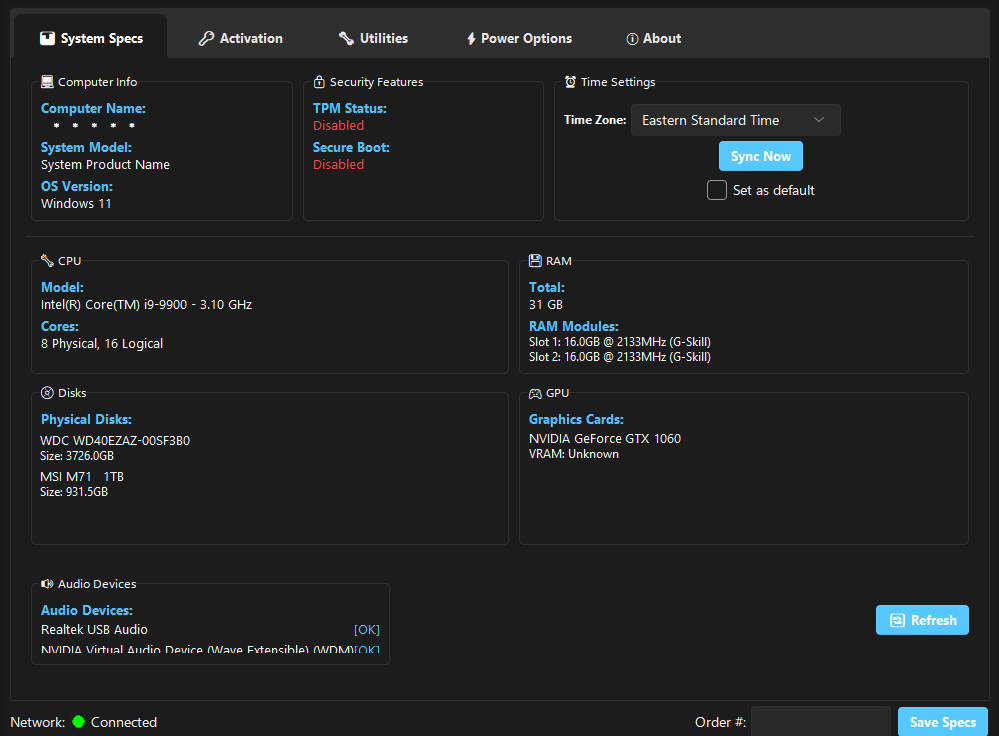 System Specs
Activation
Utilities
Power Options
About
Computer Info
Computer Name:
* * * * *
System Model:
System Product Name
OS Version:
Windows 11
Security Features
TPM Status:
Disabled
Secure Boot:
Disabled
Time Settings
Time Zone: Eastern Standard Time
Sync Now
Set as default
CPU
Model:
Intel(R) Core(TM) i9-9900 - 3.10 GHz
Cores:
8 Physical, 16 Logical
RAM
Total:
31 GB
RAM Modules:
Slot 1: 16.0GB @ 2133MHz (G-Skill)
Slot 2: 16.0GB @ 2133MHz (G-Skill)
Disks
Physical Disks:
WDC WD40EZAZ-00SF3B0
Size: 3726.0GB
MSI M71 1TB
Size: 931.5GB
GPU
Graphics Cards:
NVIDIA GeForce GTX 1060
VRAM: Unknown
Audio Devices
Audio Devices:
Realtek USB Audio [OK]
NVIDIA Virtual Audio Device (Wave Extensible) (WDM)[OK]
Refresh
Network: Connected
Order #:
Save Specs